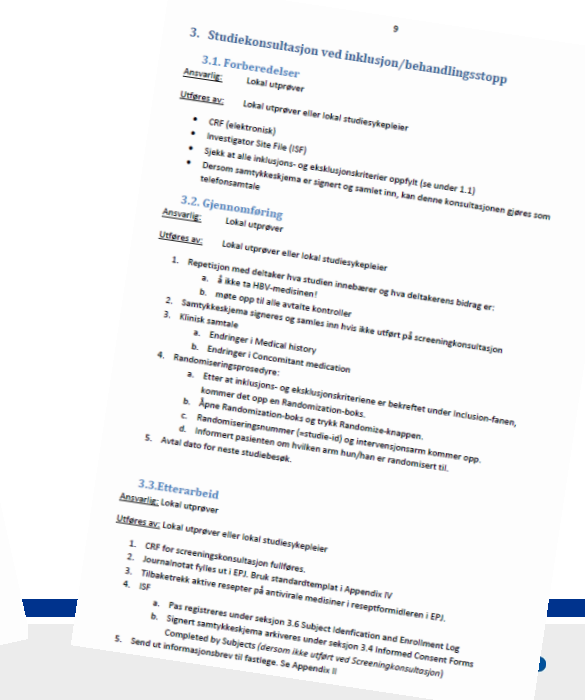 9
3. Studiekonsultasjon ved inklusjon/behandlingsstopp
3.1. Forberedelser
Ansvarlig: Lokal utprøver
Utføres av: Lokal utprøver eller lokal studiesykepleier
• CRF (elektronisk)
• Investigator Site File (ISF)
• Sjekk at alle inklusjons- og eksklusjonskriterier oppfylt (se under 1.1)
• Dersom samtykkeskjema er signert og samlet inn, kan denne konsultasjonen gjøres som
telefonsamtale
3.2. Gjennomføring
Ansvarlig: Lokal utprøver
Utføres av: Lokal utprøver eller lokal studiesykepleier
1. Repetisjon med deltaker hva studien innebærer og hva deltakerens bidrag er:
a. å ikke ta HBV-medisinen!
b. møte opp til alle avtalte kontroller
2. Samtykkeskjema signeres og samles inn hvis ikke utført på screeningkonsultasjon
3. Klinisk samtale
a. Endringer i Medical history
b. Endringer i Concomitant medication
4. Randomiseringsprosedyre:
a. Etter at inklusjons- og eksklusjonskriteriene er bekreftet under Inclusion-fanen,
kommer det opp en Randomization-boks.
b. Åpne Randomization-boks og trykk Randomize-knappen.
c. Randomiseringsnummer (=studie-id) og intervensjonsarm kommer opp.
d. Informert pasienten om hvilken arm hun/han er randomisert til.
5. Avtal dato for neste studiebesøk.
3.3.Etterarbeid
Ansvarlig: Lokal utprøver
Utføres av: Lokal utprøver eller lokal studiesykepleier
1. CRF for screeningskonsultasjon fullføres.
2. Journalnotat fylles ut i EPJ. Bruk standardtemplat i Appendix IV
3. Tilbaketrekk aktive resepter på antivirale medisiner i reseptformidleren i EPJ.
4. ISF
a. Pas registreres under seksjon 3.6 Subject Idenfication and Enrollment Log
b. Signert samtykkeskjema arkiveres under seksjon 3.4 Informed Consent Forms
Completed by Subjects (dersom ikke utført ved Screeningkonsultasjon)
5. Send ut informasjonsbrev til fastlege. Se Appendix II